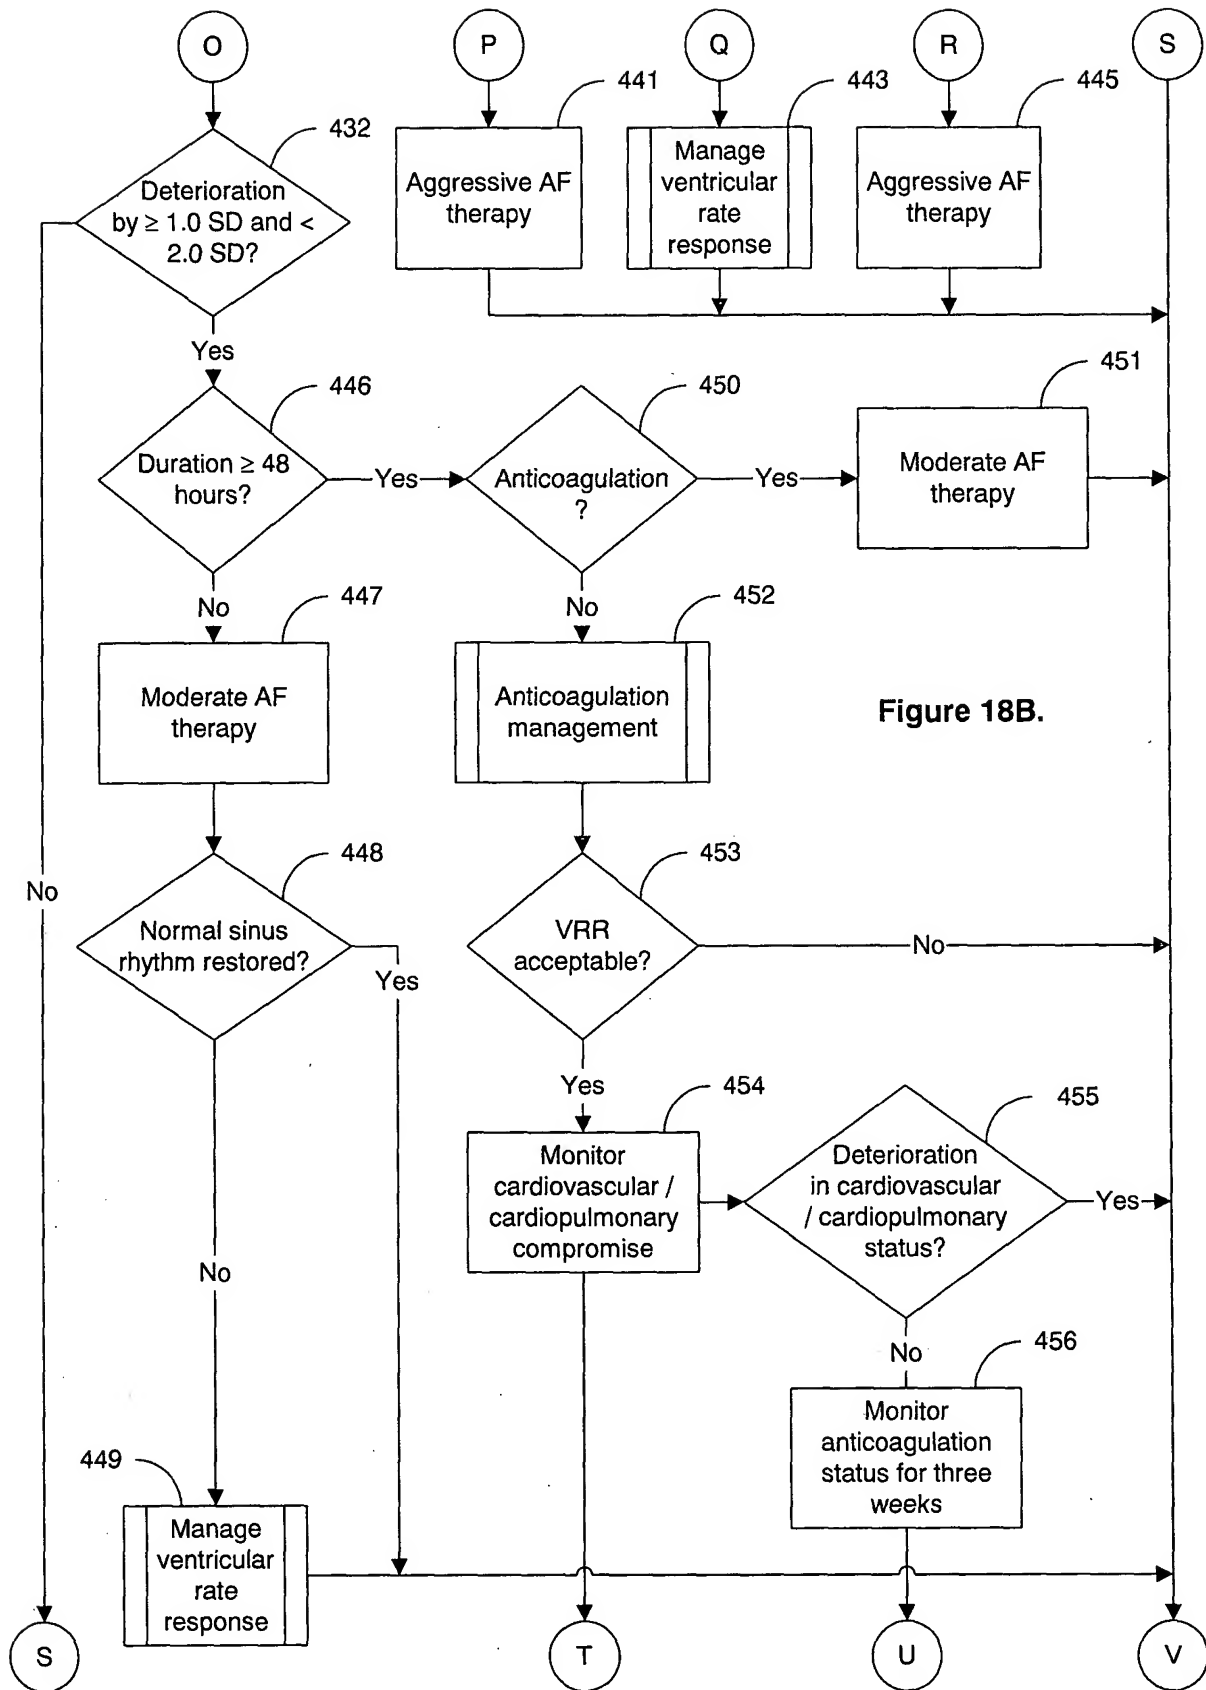 O
P
Q
R
S
441
443
445
432
Deterioration
by ≥ 1.0 SD and <
2.0 SD?
Aggressive AF
therapy
Manage
ventricular
rate
response
Aggressive AF
therapy
Yes
446
450
451
Duration ≥ 48
hours?
Yes
Anticoagulation
?
Yes
Moderate AF
therapy
No
447
No
452
Moderate AF
therapy
Anticoagulation
management
Figure 18B.
448
453
No
Normal sinus
rhythm restored?
Yes
VRR
acceptable?
No
Yes
454
455
Monitor
cardiovascular /
cardiopulmonary
compromise
Deterioration
in cardiovascular
/ cardiopulmonary
status?
Yes
No
No
456
Monitor
anticoagulation
status for three
weeks
449
Manage
ventricular
rate
response
S
T
U
V